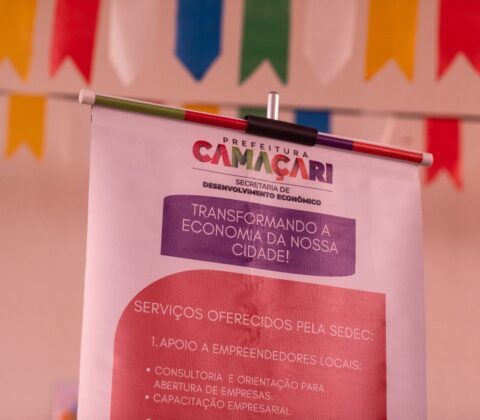 PREFEITURA
CAMAÇARI
SECRETARIA DE
DESENVOLVIMENTO ECONÔMICO
TRANSFORMANDO A
ECONOMIA DA NOSSA
CIDADE!
SERVIÇOS OFERECIDOS PELA SEDEC:
1. APOIO A EMPREENDEDORES LOCAIS:
• CONSULTORIA E ORIENTAÇÃO PARA
ABERTURA DE EMPRESAS.
• CAPACITAÇÃO EMPRESARIAL.